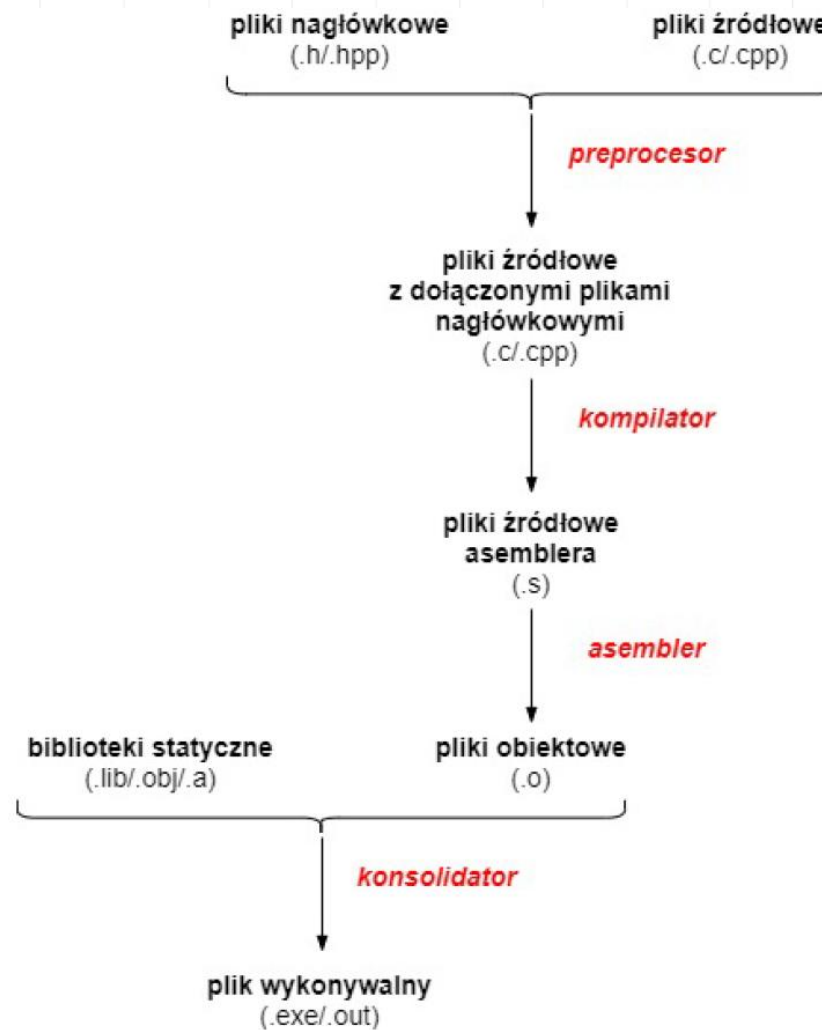 pliki nagłówkowe
(.h/.hpp)
pliki źródłowe
(.c/.cpp)
preprocesor
pliki źródłowe
z dołączonymi plikami
nagłówkowymi
(.c/.cpp)
kompilator
pliki źródłowe
asemblera
(.s)
asembler
biblioteki statyczne
(.lib/.obj/.a)
pliki obiektowe
(.o)
konsolidator
plik wykonywalny
(.exe/.out)